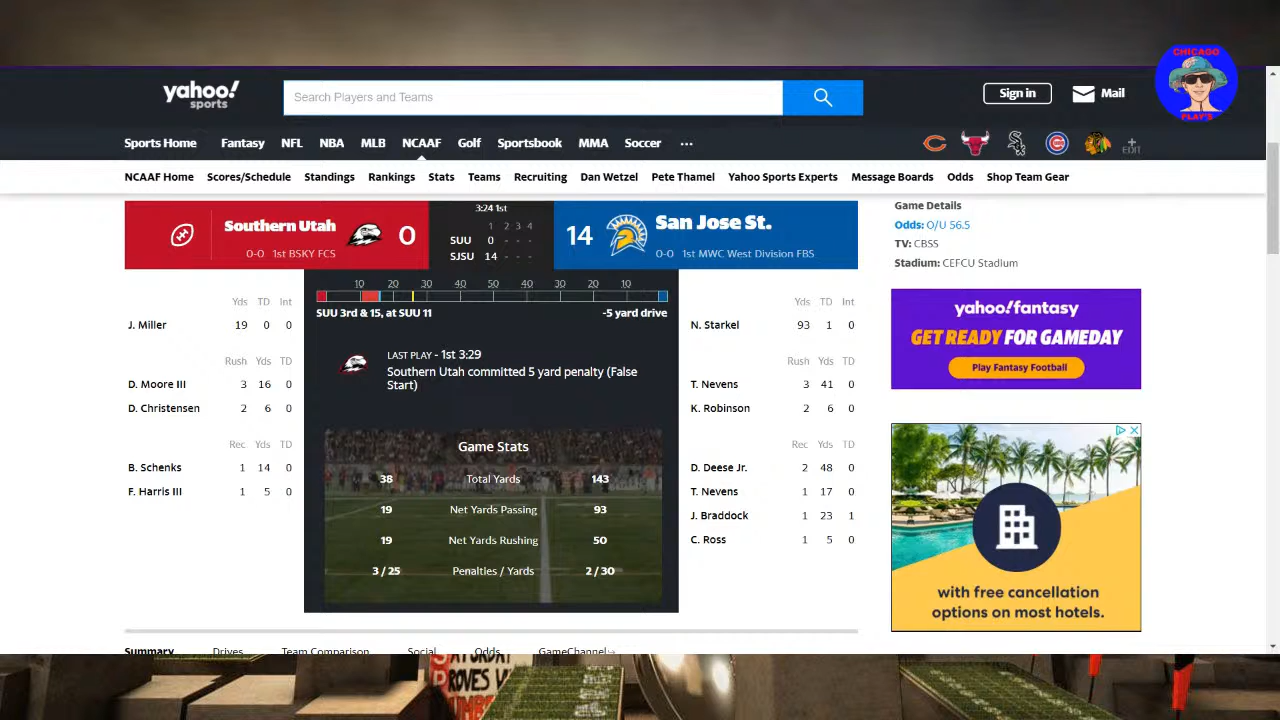 CHICAGO
PLAY'S
yahoo!
sports
Search Players and Teams
Sign in
Mail
Sports Home Fantasy NFL NBA MLB NCAAF Golf Sportsbook MMA Soccer ...
+
EDIT
NCAAF Home Scores/Schedule Standings Rankings Stats Teams Recruiting Dan Wetzel Pete Thamel Yahoo Sports Experts Message Boards Odds Shop Team Gear
Southern Utah
0
0-0 1st BSKY FCS
3:24 1st
1 2 3 4
SUU 0 - - -
SJSU 14 - - -
14
San Jose St.
0-0 1st MWC West Division FBS
Game Details
Odds: O/U 56.5
TV: CBSS
Stadium: CEFCU Stadium
10 20 30 40 50 40 30 20 10
SUU 3rd & 15, at SUU 11
-5 yard drive
Yds TD Int
J. Miller 19 0 0
Rush Yds TD
D. Moore III 3 16 0
D. Christensen 2 6 0
Rec Yds TD
B. Schenks 1 14 0
F. Harris III 1 5 0
LAST PLAY - 1st 3:29
Southern Utah committed 5 yard penalty (False
Start)
Game Stats
38 Total Yards 143
19 Net Yards Passing 93
19 Net Yards Rushing 50
3 / 25 Penalties / Yards 2 / 30
Yds TD Int
N. Starkel 93 1 0
Rush Yds TD
T. Nevens 3 41 0
K. Robinson 2 6 0
Rec Yds TD
D. Deese Jr. 2 48 0
T. Nevens 1 17 0
J. Braddock 1 23 1
C. Ross 1 5 0
yahoo!fantasy
GET READY FOR GAMEDAY
Play Fantasy Football
with free cancellation
options on most hotels.
Summary Drives Team Comparison Social Odds GameChannel
SATURDAY
PROVES